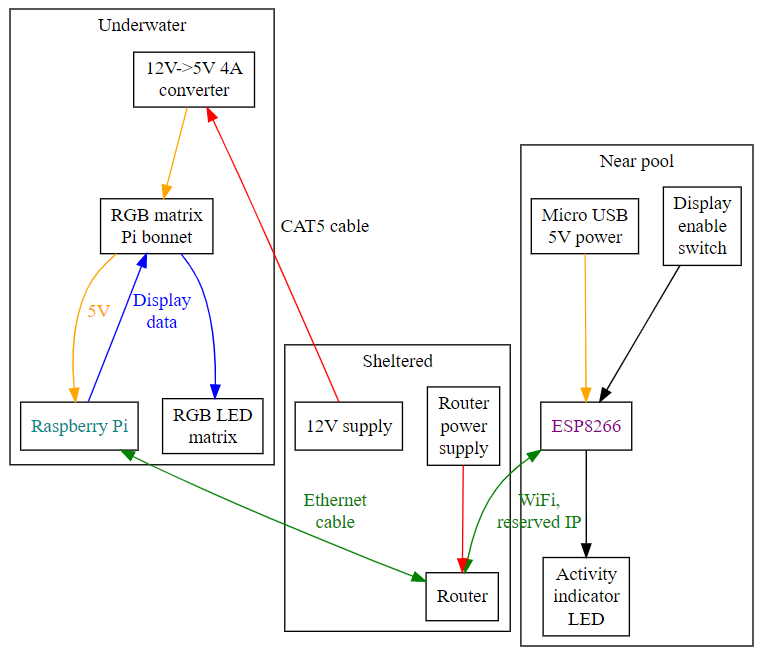 Underwater
12V->5V 4A
converter
RGB matrix
Pi bonnet
CAT5 cable
5V
Display
data
Raspberry Pi
RGB LED
matrix
Near pool
Micro USB
5V power
Display
enable
switch
Sheltered
12V supply
Router
power
supply
ESP8266
Ethernet
cable
WiFi,
reserved IP
Router
Activity
indicator
LED